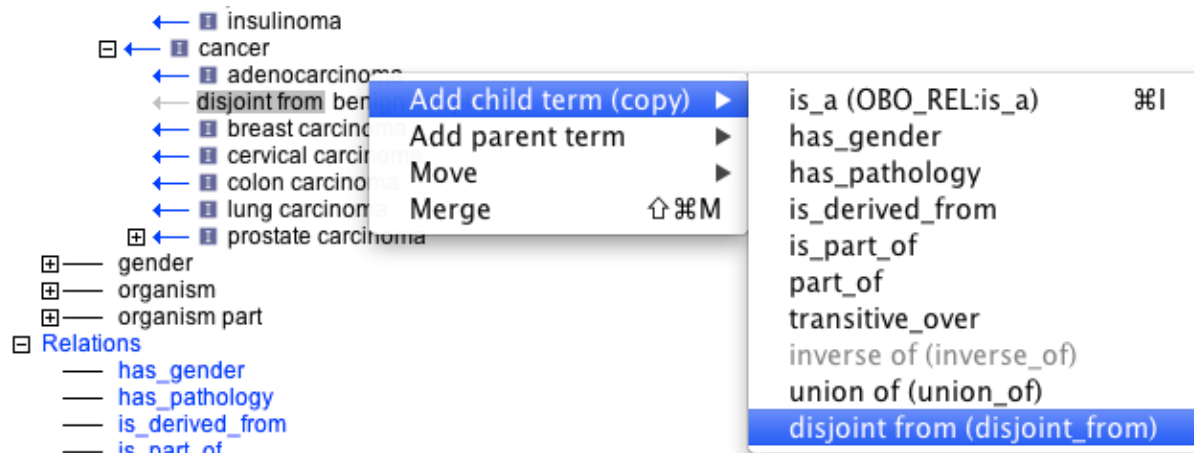 insulinoma
cancer
adenocarcinoma
disjoint from
breast carcinoma
cervical carcinoma
colon carcinoma
lung carcinoma
prostate carcinoma
gender
organism
organism part
Relations
has_gender
has_pathology
is_derived_from
is_part_of
Add child term (copy)
Add parent term
Move
Merge ⇧⌘M
is_a (OBO_REL:is_a) ⌘I
has_gender
has_pathology
is_derived_from
is_part_of
part_of
transitive_over
inverse of (inverse_of)
union of (union_of)
disjoint from (disjoint_from)